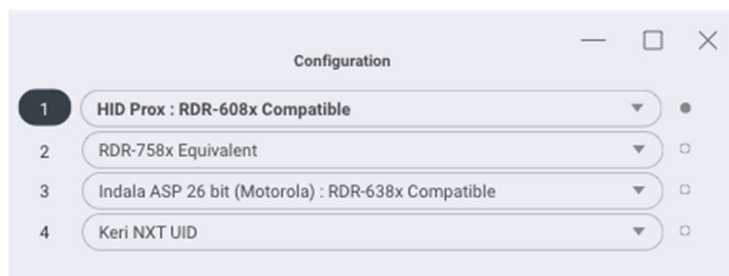 Configuration
1 HID Prox : RDR-608x Compatible
2 RDR-758x Equivalent
3 Indala ASP 26 bit (Motorola) : RDR-638x Compatible
4 Keri NXT UID